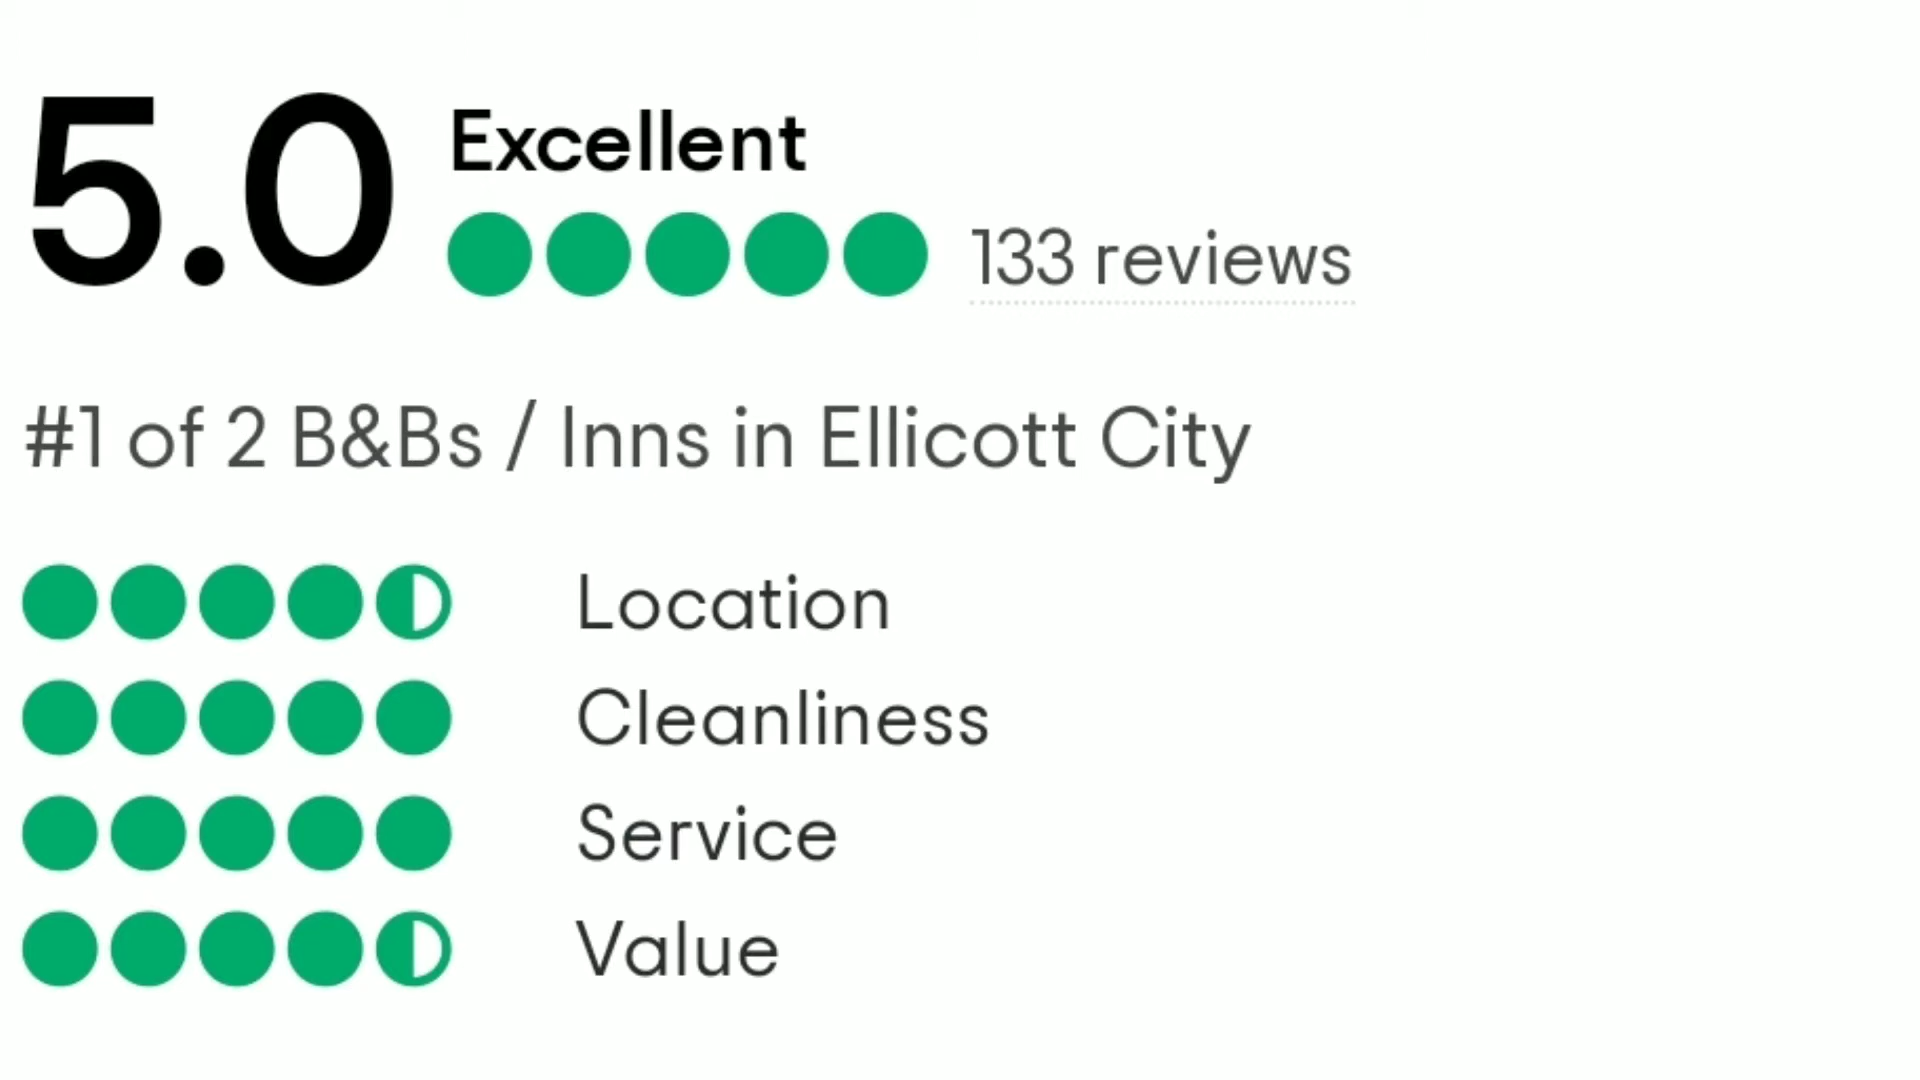 5.0
Excellent
133 reviews
#1 of 2 B&Bs / Inns in Ellicott City
Location
Cleanliness
Service
Value